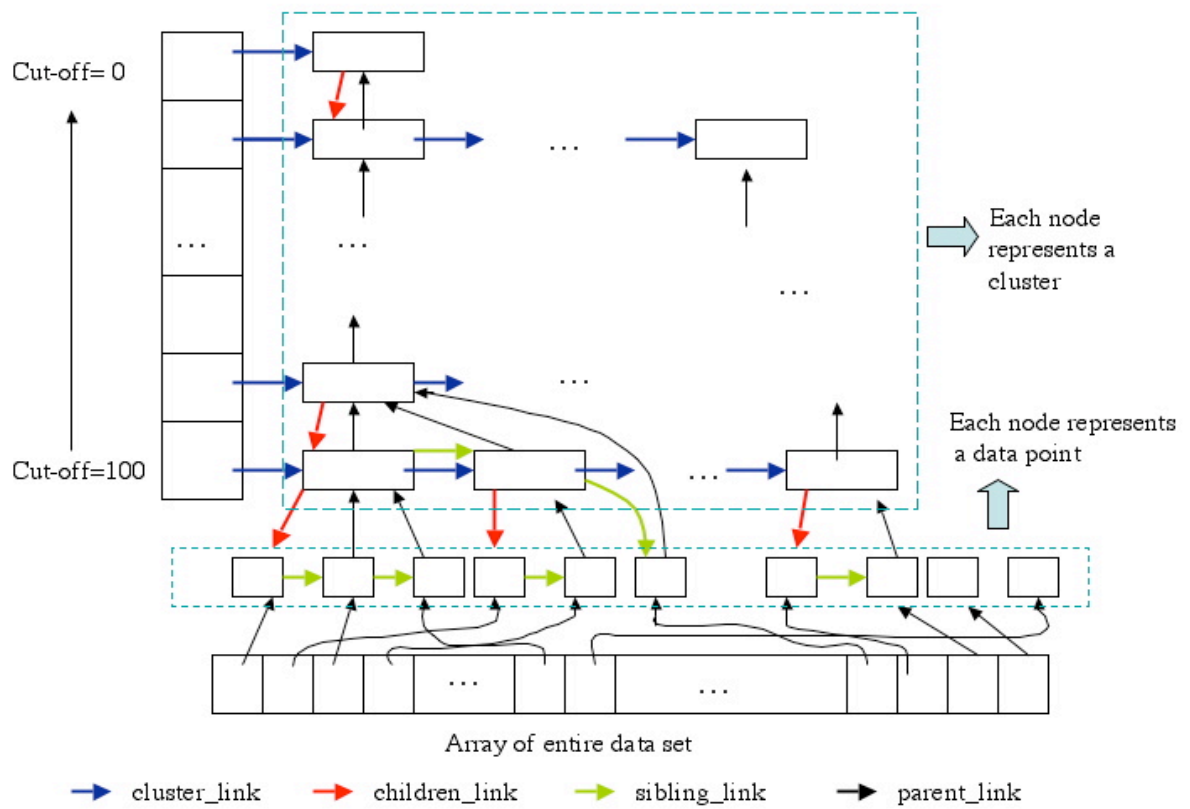 Cut-off= 0
...
...
...
Each node
represents a
cluster
...
...
Each node represents
a data point
Cut-off=100
...
...
...
Array of entire data set
cluster_link
children_link
sibling_link
parent_link